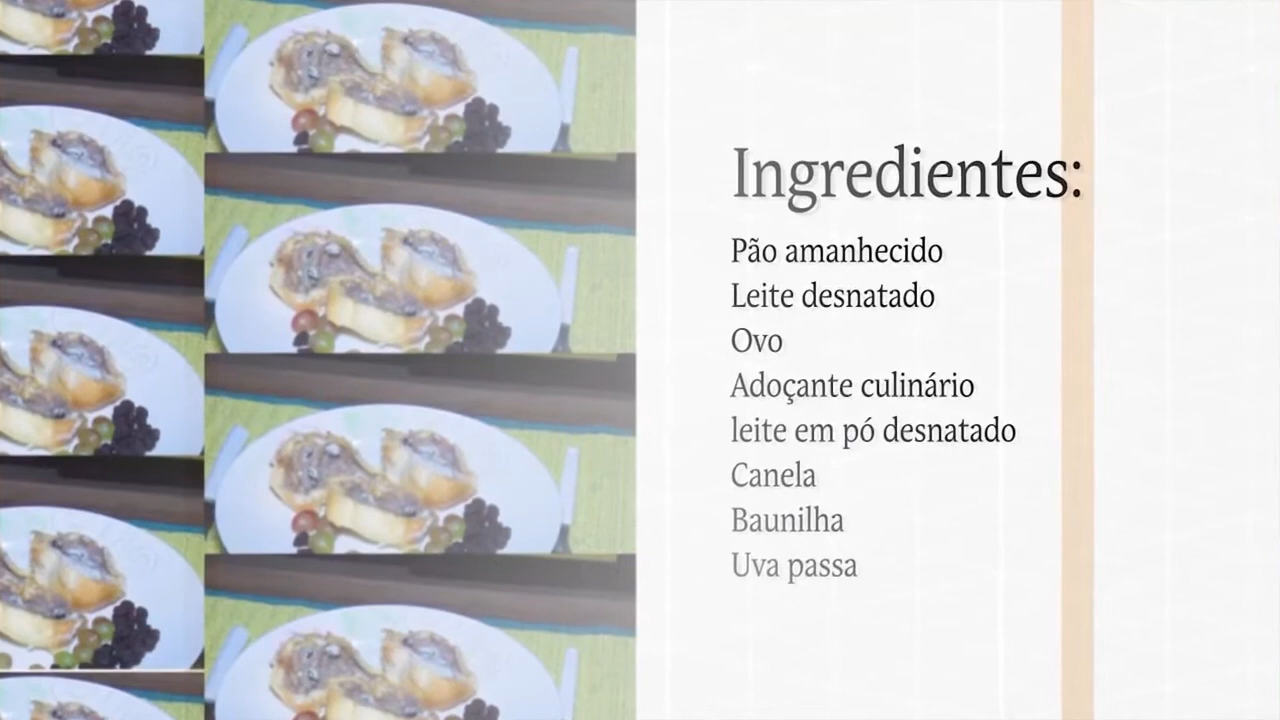 Ingredientes:
Pão amanhecido
Leite desnatado
Ovo
Adoçante culinário
leite em pó desnatado
Canela
Baunilha
Uva passa